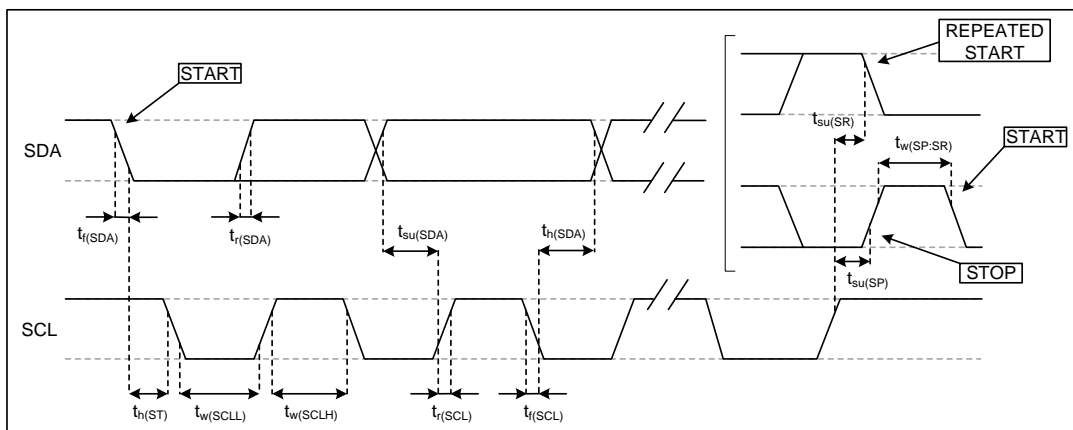 REPEATED
START
START
t_su(SR)
t_w(SP:SR)
START
SDA
t_f(SDA)
t_r(SDA)
t_su(SDA)
t_h(SDA)
t_su(SP)
STOP
SCL
t_h(ST)
t_w(SCLL)
t_w(SCLH)
t_r(SCL)
t_f(SCL)